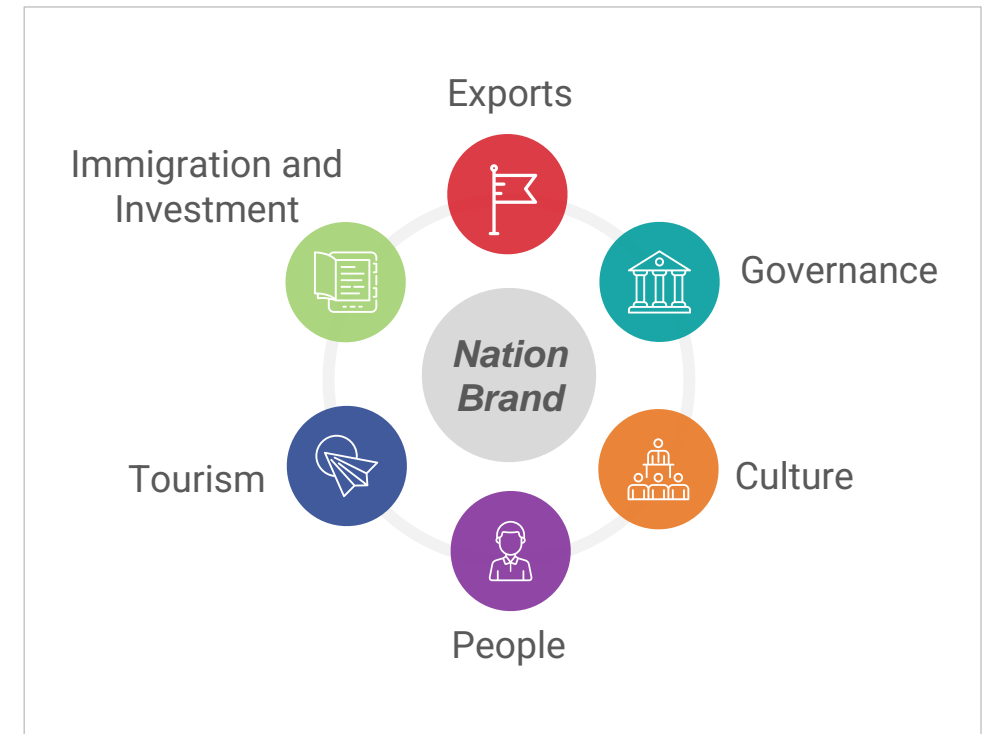 Exports
Immigration and
Investment
Governance
Nation
Brand
Tourism
Culture
People